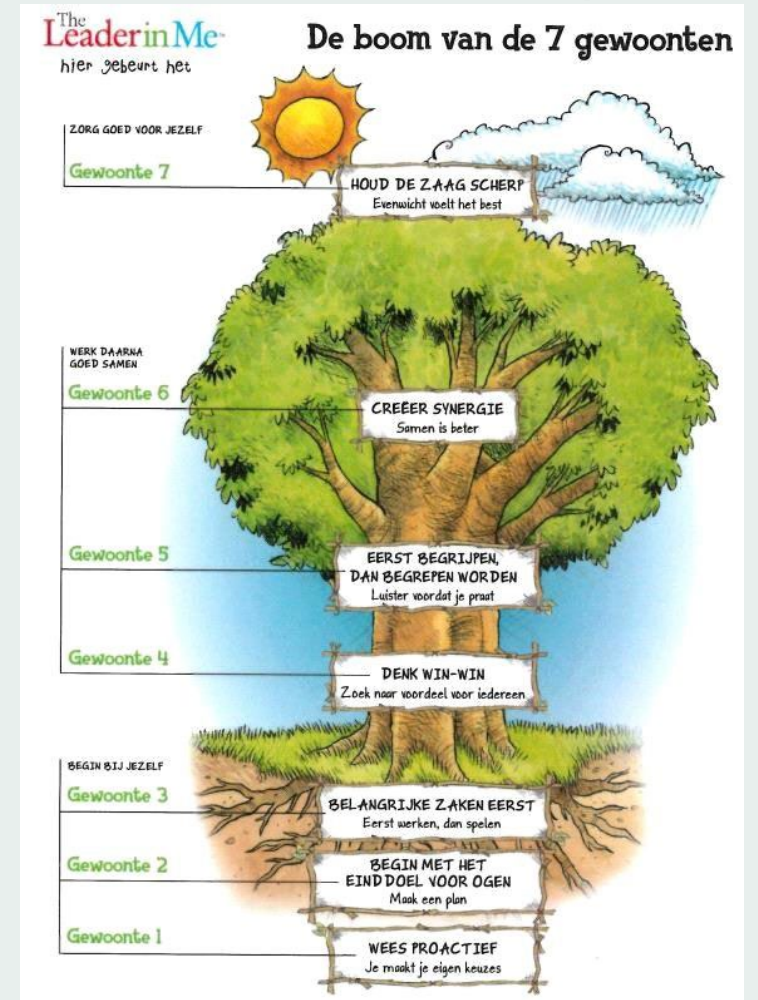 The
Leader in Me
hier gebeurt het
De boom van de 7 gewoonten
ZORG GOED VOOR JEZELF
Gewoonte 7
HOUD DE ZAAG SCHERP
Evenwicht voelt het best
WERK DAARNA
GOED SAMEN
Gewoonte 6
CREËER SYNERGIE
Samen is beter
Gewoonte 5
EERST BEGRIJPEN,
DAN BEGREPEN WORDEN
Luister voordat je praat
Gewoonte 4
DENK WIN-WIN
Zoek naar voordeel voor iedereen
BEGIN BIJ JEZELF
Gewoonte 3
BELANGRIJKE ZAKEN EERST
Eerst werken, dan spelen
Gewoonte 2
BEGIN MET HET
EINDDOEL VOOR OGEN
Maak een plan
Gewoonte 1
WEES PROACTIEF
Je maakt je eigen keuzes